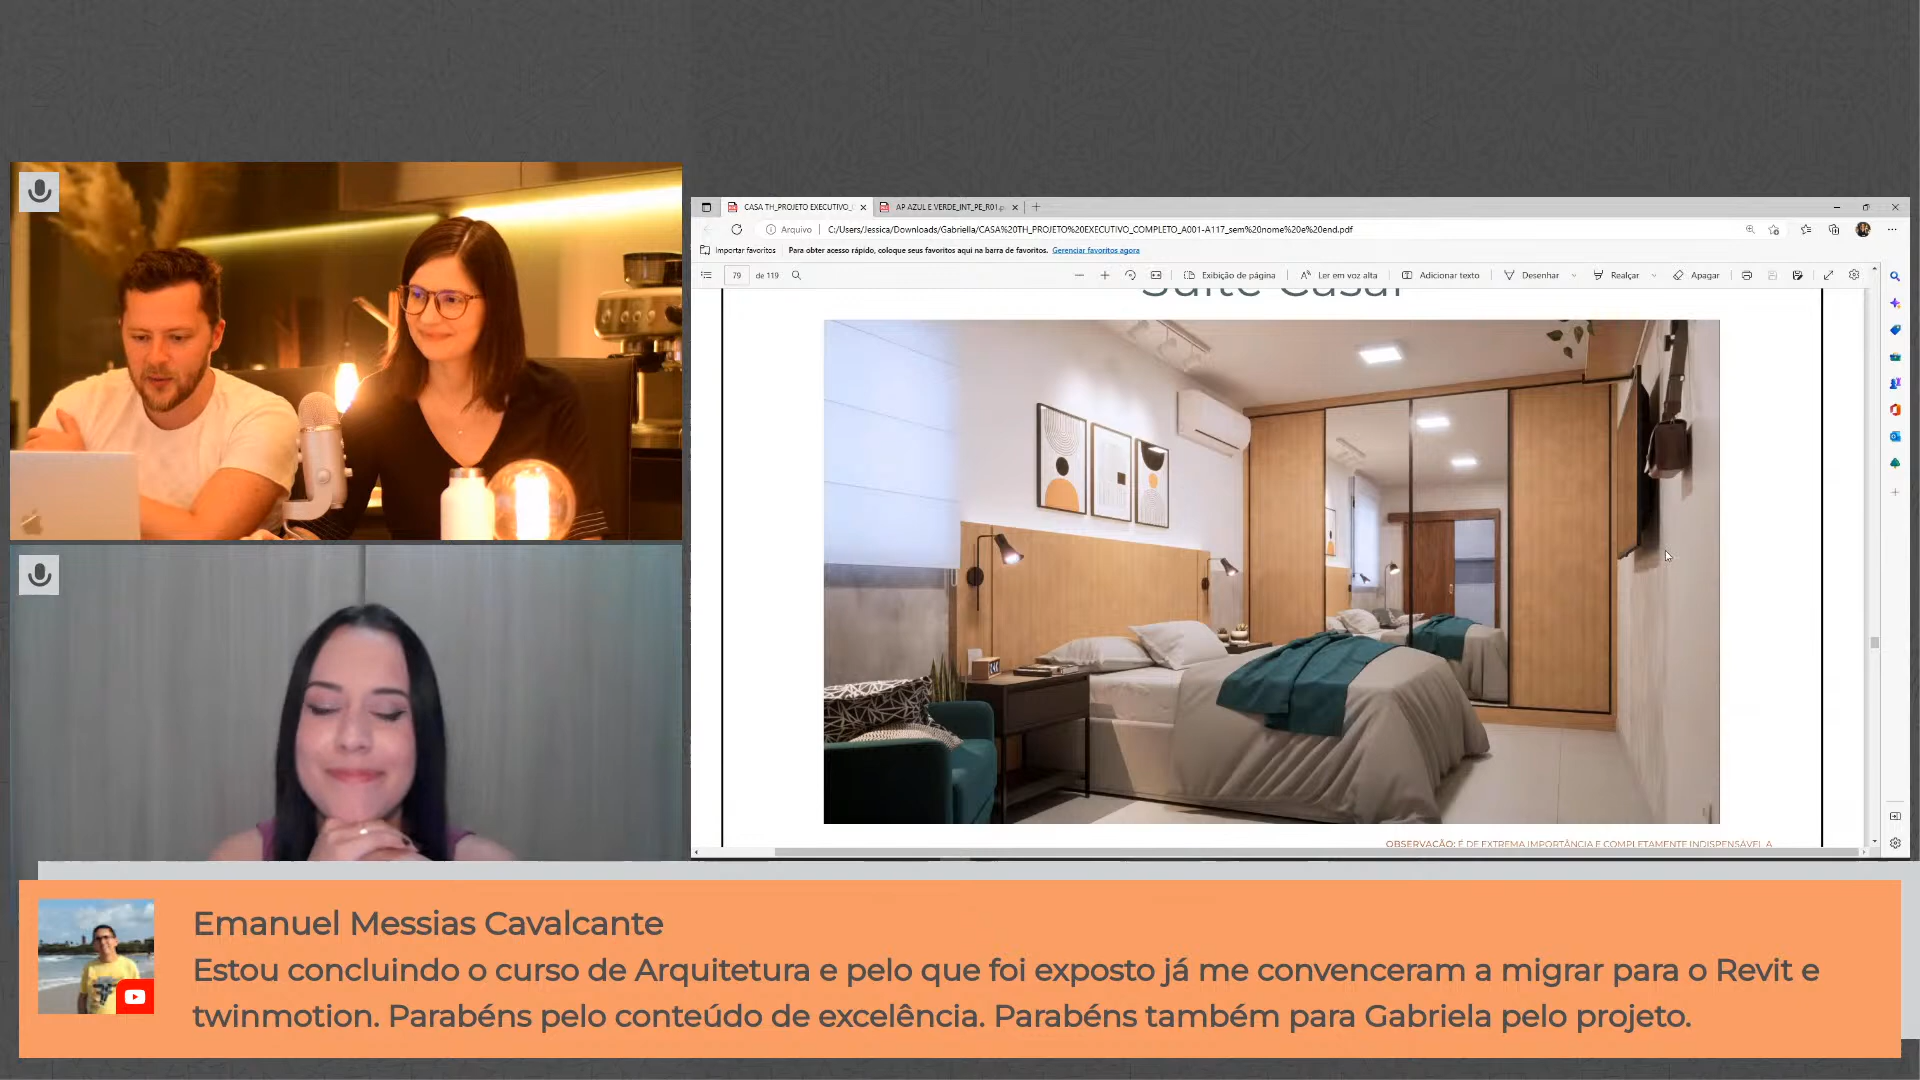 CASA TH_PROJETO EXECUTIVO_
AP AZUL E VERDE_INT_PE_R01.p
Arquivo
C:/Users/Jessica/Downloads/Gabriella/CASA%20TH_PROJETO%20EXECUTIVO_COMPLETO_A001-A117_sem%20nome%20e%20end.pdf
Importar favoritos
Para obter acesso rápido, coloque seus favoritos aqui na barra de favoritos. Gerenciar favoritos agora
79 de 119
Exibição de página
Ler em voz alta
Adicionar texto
Desenhar
Realçar
Apagar
Suíte Casal
OBSERVAÇÃO: É DE EXTREMA IMPORTÂNCIA E COMPLETAMENTE INDISPENSÁVEL A
Emanuel Messias Cavalcante
Estou concluindo o curso de Arquitetura e pelo que foi exposto já me convenceram a migrar para o Revit e
twinmotion. Parabéns pelo conteúdo de excelência. Parabéns também para Gabriela pelo projeto.